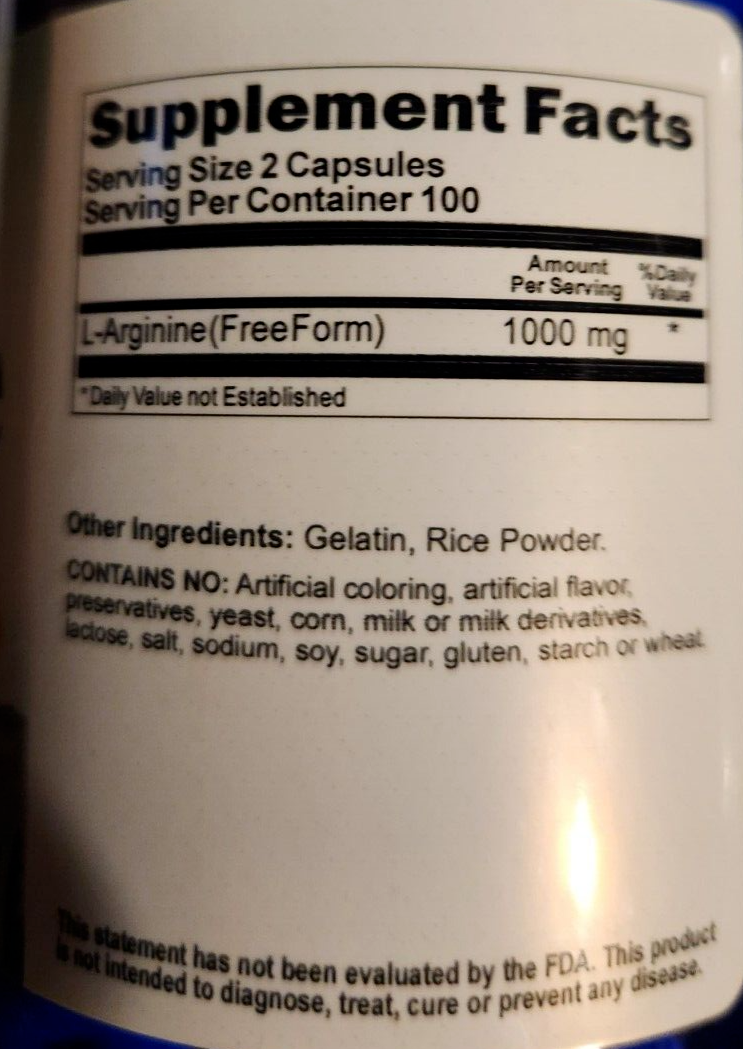 Supplement Facts
Serving Size 2 Capsules
Serving Per Container 100
Amount Per Serving %Daily Value
L-Arginine (Free Form) 1000 mg *
*Daily Value not Established
Other Ingredients: Gelatin, Rice Powder.
CONTAINS NO: Artificial coloring, artificial flavor,
preservatives, yeast, corn, milk or milk derivatives,
lactose, salt, sodium, soy, sugar, gluten, starch or wheat.
This statement has not been evaluated by the FDA. This product
is not intended to diagnose, treat, cure or prevent any disease.